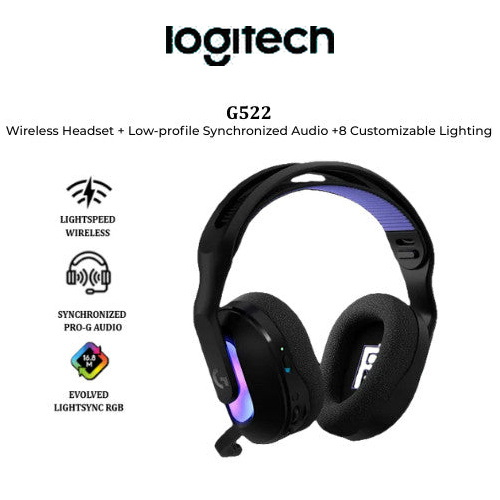 logitech
G522
Wireless Headset + Low-profile Synchronized Audio +8 Customizable Lighting
LIGHTSPEED
WIRELESS
SYNCHRONIZED
PRO-G AUDIO
16.8
M
EVOLVED
LIGHTSYNC RGB